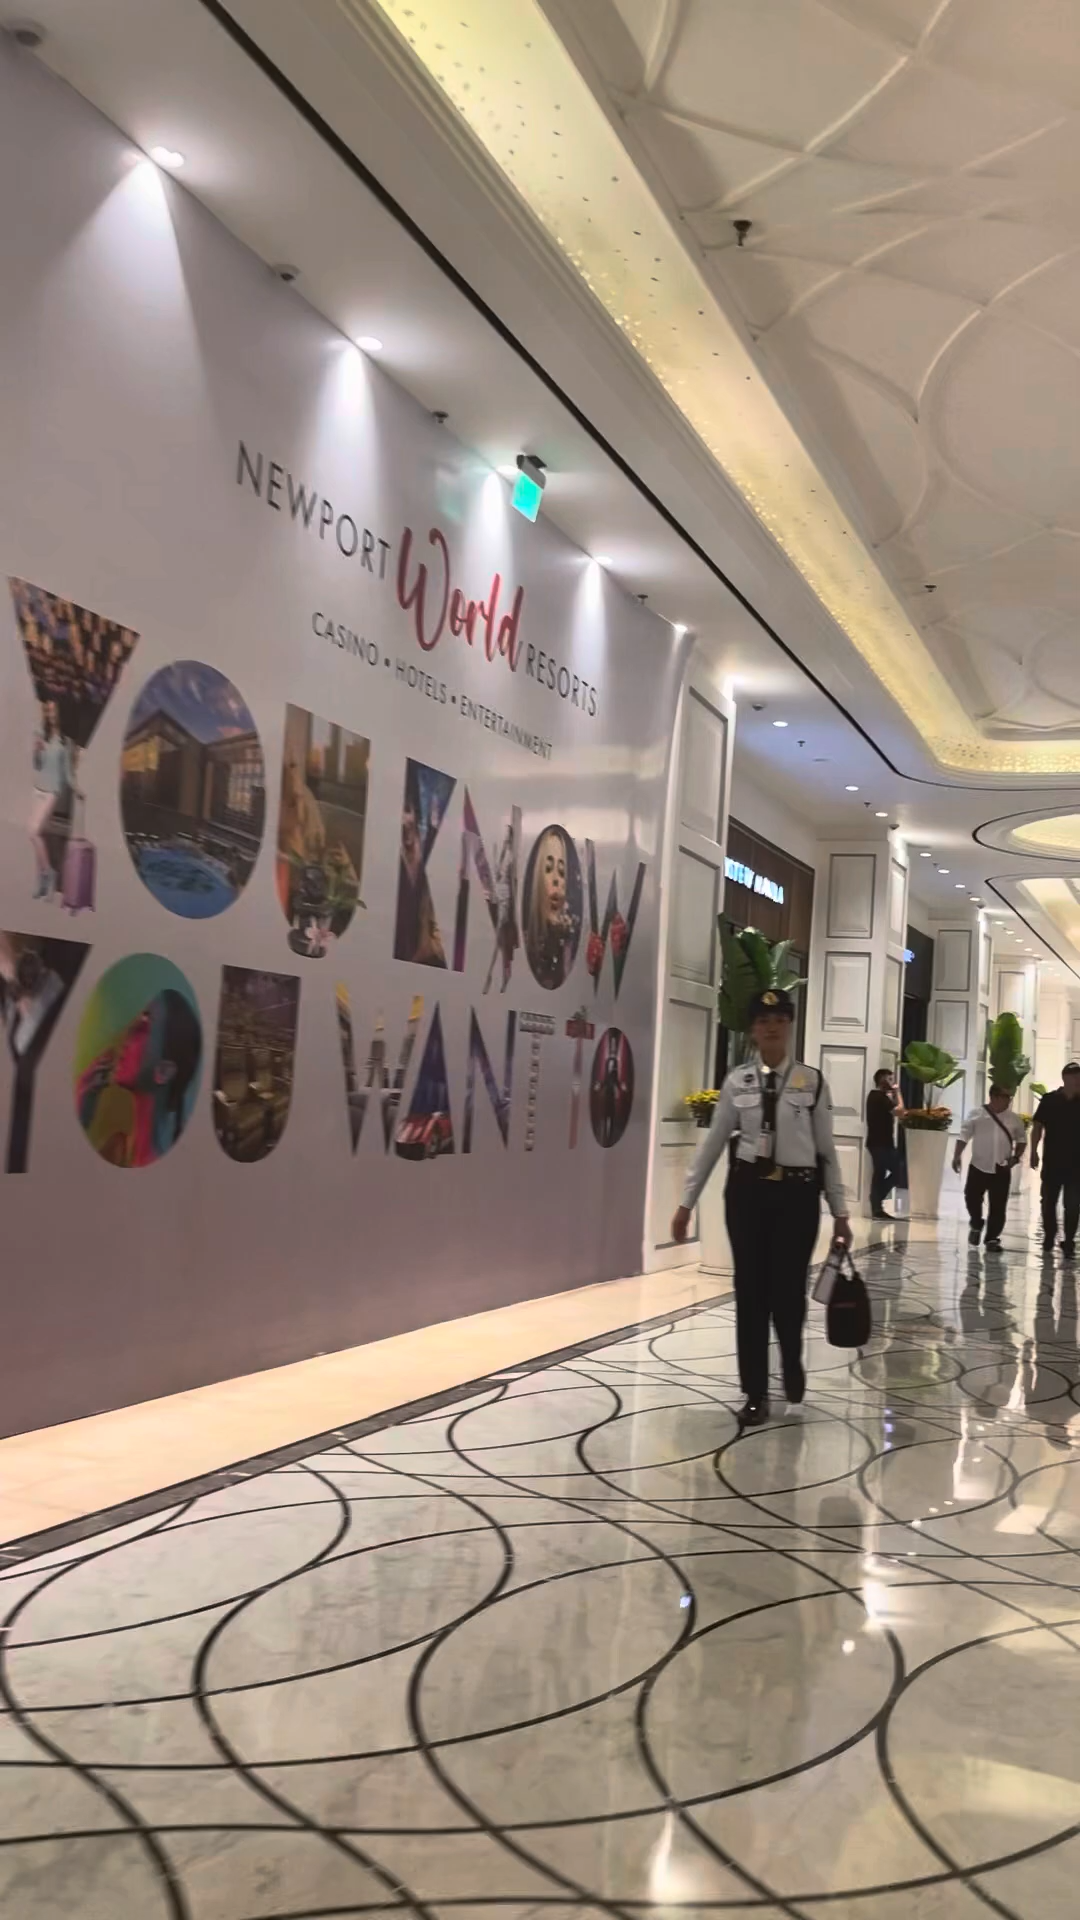 NEWPORT World RESORTS
CASINO • HOTELS • ENTERTAINMENT
YOU KNOW
YOU WANT TO